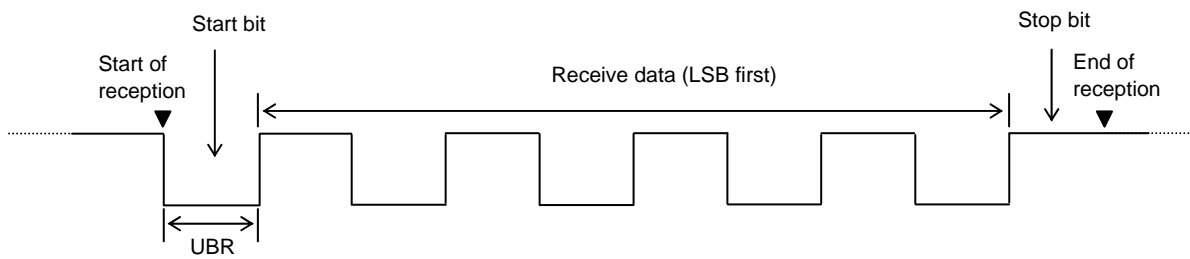 Start bit
Stop bit
Start of
reception
Receive data (LSB first)
End of
reception
UBR